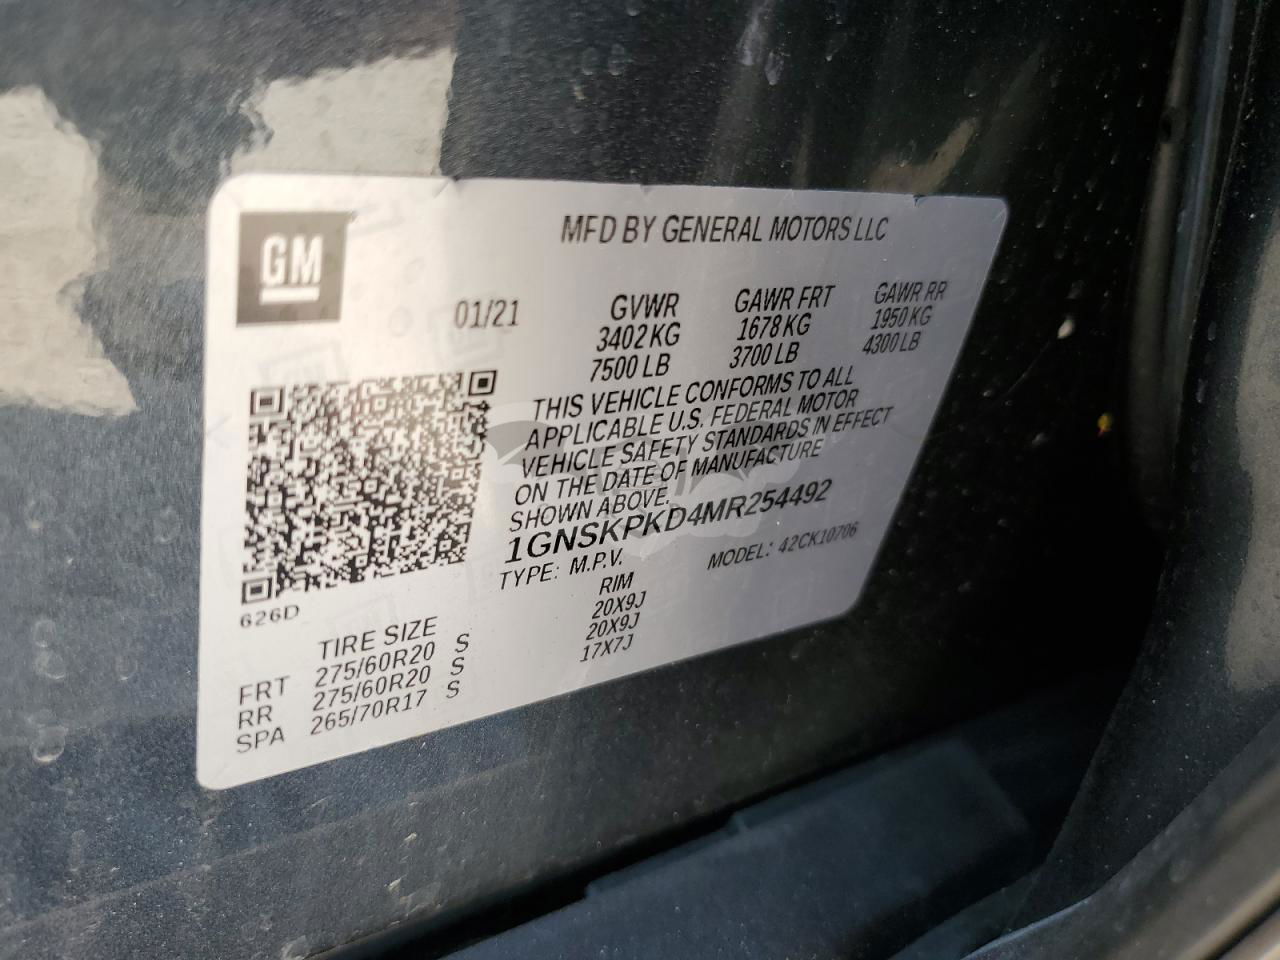 GM
MFD BY GENERAL MOTORS LLC
01/21
GVWR GAWR FRT GAWR RR
3402 KG 1678 KG 1950 KG
7500 LB 3700 LB 4300 LB
THIS VEHICLE CONFORMS TO ALL
APPLICABLE U.S. FEDERAL MOTOR
VEHICLE SAFETY STANDARDS IN EFFECT
ON THE DATE OF MANUFACTURE
SHOWN ABOVE.
1GNSKPKD4MR254492
TYPE: M.P.V. MODEL: 42CK10706
626D
TIRE SIZE RIM
FRT 275/60R20 S 20X9J
RR 275/60R20 S 20X9J
SPA 265/70R17 S 17X7J